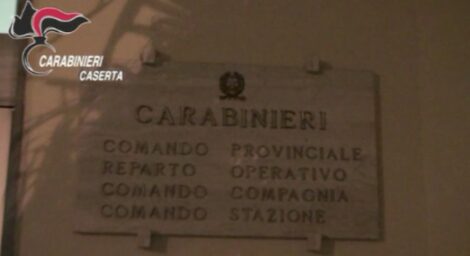 CARABINIERI
CASERTA
CARABINIERI
COMANDO PROVINCIALE
REPARTO OPERATIVO
COMANDO COMPAGNIA
COMANDO STAZIONE